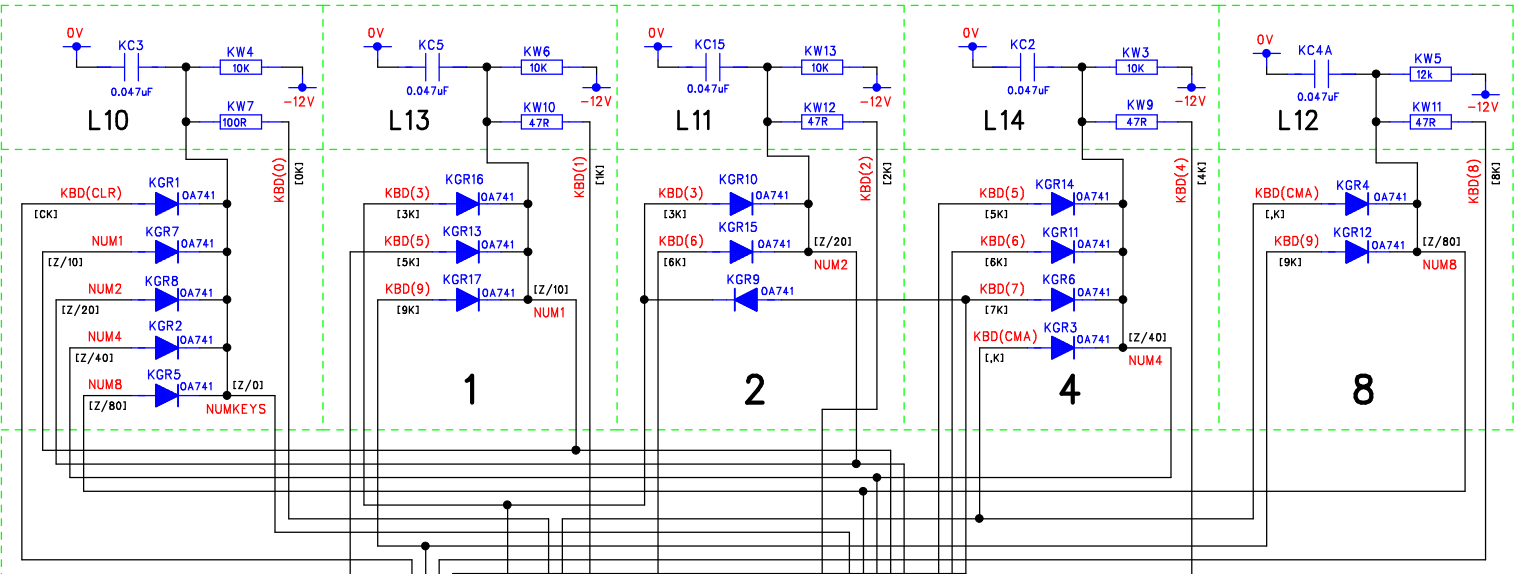 0V KC3 KW4 10K 0.047uF -12V
L10 KW7 100R KBD(0) [0K]
0V KC5 KW6 10K 0.047uF -12V
L13 KW10 47R KBD(1) [1K]
0V KC15 KW13 10K 0.047uF -12V
L11 KW12 47R KBD(2) [2K]
0V KC2 KW3 10K 0.047uF -12V
L14 KW9 47R KBD(4) [4K]
0V KC4A KW5 12k 0.047uF -12V
L12 KW11 47R KBD(8) [8K]
KBD(CLR) [CK] KGR1 OA741
NUM1 [Z/10] KGR7 OA741
NUM2 [Z/20] KGR8 OA741
NUM4 [Z/40] KGR2 OA741
NUM8 [Z/80] KGR5 OA741
[Z/0] NUMKEYS
KBD(3) [3K] KGR16 OA741
KBD(5) [5K] KGR13 OA741
KBD(9) [9K] KGR17 OA741
[Z/10] NUM1
1
KBD(3) [3K] KGR10 OA741
KBD(6) [6K] KGR15 OA741
[Z/20] NUM2
KGR9 OA741
2
KBD(5) [5K] KGR14 OA741
KBD(6) [6K] KGR11 OA741
KBD(7) [7K] KGR6 OA741
KBD(CMA) [,K] KGR3 OA741
[Z/40] NUM4
4
KBD(CMA) [,K] KGR4 OA741
KBD(9) [9K] KGR12 OA741
[Z/80] NUM8
8